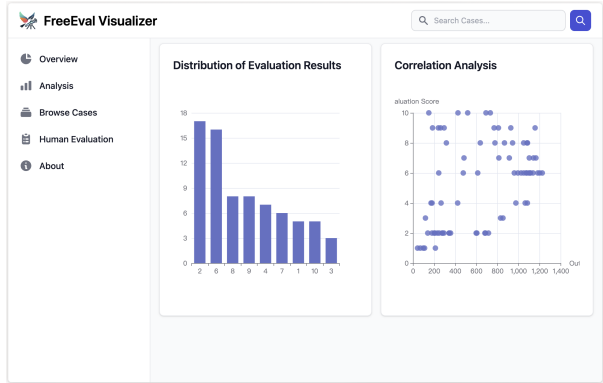 FreeEval Visualizer
Search Cases...
Overview
Analysis
Browse Cases
Human Evaluation
About
Distribution of Evaluation Results
18
15
12
9
6
3
0
2 6 8 9 4 7 1 10 3
Correlation Analysis
aluation Score
10
8
6
4
2
0
0 200 400 600 800 1,000 1,200 1,400
Out